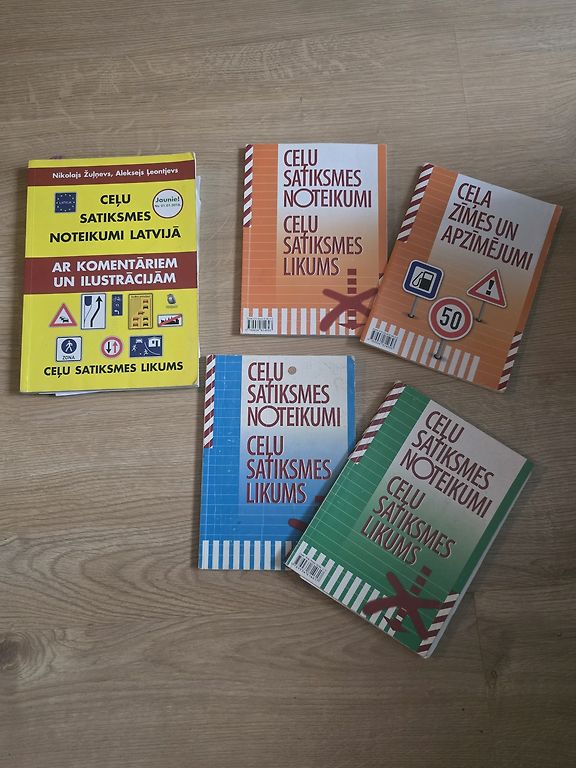 Nikolajs Žuļņevs, Aleksejs Ļeontjevs
LATVIJA
CEĻU
SATIKSMES
NOTEIKUMI LATVIJĀ
Jaunie!
AR KOMENTĀRIEM
UN ILUSTRĀCIJĀM
ZONA
CEĻU SATIKSMES LIKUMS
CEĻU
SATIKSMES
NOTEIKUMI
CEĻU
SATIKSMES
LIKUMS
CEĻA
ZĪMES UN
APZĪMĒJUMI
50
CEĻU
SATIKSMES
NOTEIKUMI
CEĻU
SATIKSMES
LIKUMS
CEĻU
SATIKSMES
NOTEIKUMI
CEĻU
SATIKSMES
LIKUMS